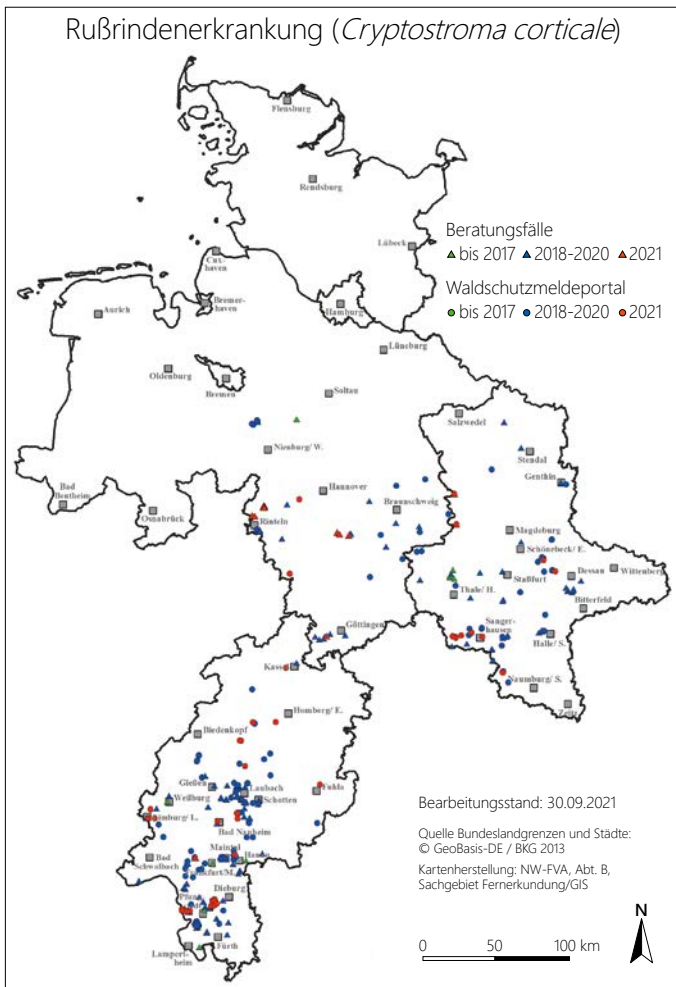 Rußrindenerkrankung (Cryptostroma corticale)
Flensburg
Rendsburg
Beratungsfälle
▲ bis 2017 ▲ 2018-2020 ▲ 2021
Lübeck
Waldschutzmeldeportal
● bis 2017 ● 2018-2020 ● 2021
Cux-
haven
Bremer-
haven
Hamburg
Aurich
Lüneburg
Oldenburg
Bremen
Soltau
Salzwedel
Nienburg/ W.
Stendal
Genthin
Bad
Bentheim
Osnabrück
Hannover
Braunschweig
Rinteln
Magdeburg
Schönebeck/ E.
Staßfurt
Dessau
Wittenberg
Thale/ H.
Bitterfeld
Göttingen
Sanger-
hausen
Halle/ S.
Naumburg/ S.
Zeitz
Kassel
Homberg/ E.
Biedenkopf
Gießen
Laubach
Weilburg
Schotten
Fulda
Bad Nauheim
Maintal
Hanau
Bad
Schwalbach
Frankfurt/M.
Dieburg
Fürth
Lampert-
heim
Bearbeitungsstand: 30.09.2021
Quelle Bundeslandgrenzen und Städte:
© GeoBasis-DE / BKG 2013
Kartenherstellung: NW-FVA, Abt. B,
Sachgebiet Fernerkundung/GIS
N
0 50 100 km